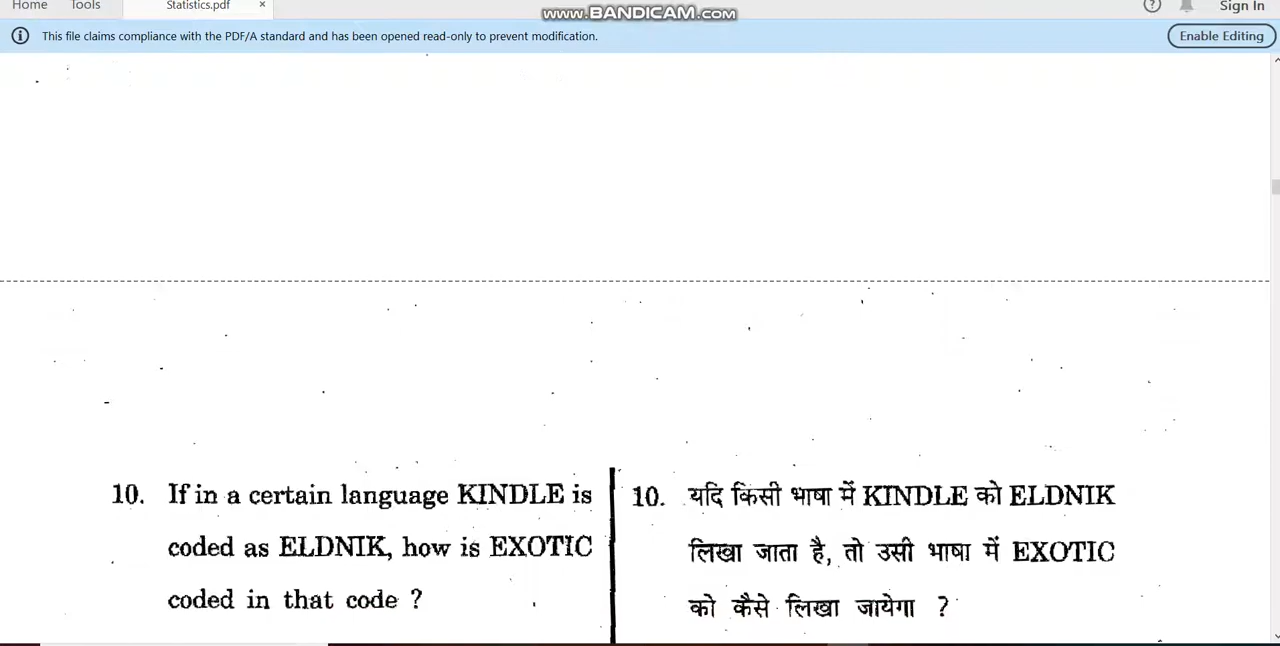 Home Tools Statistics.pdf × www.BANDICAM.com ? Sign In
This file claims compliance with the PDF/A standard and has been opened read-only to prevent modification. Enable Editing
10. If in a certain language KINDLE is
coded as ELDNIK, how is EXOTIC
coded in that code ?
10. यदि किसी भाषा में KINDLE को ELDNIK
लिखा जाता है, तो उसी भाषा में EXOTIC
को कैसे लिखा जायेगा ?